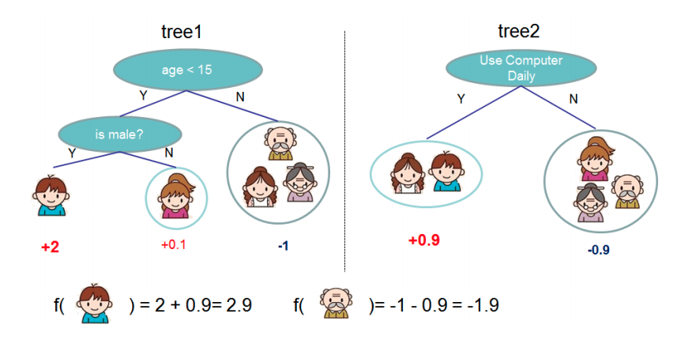 tree1
tree2
age < 15
Use Computer
Daily
Y
N
Y
N
is male?
Y
N
+2
+0.1
-1
+0.9
-0.9
f( ) = 2 + 0.9= 2.9
f( )= -1 - 0.9 = -1.9